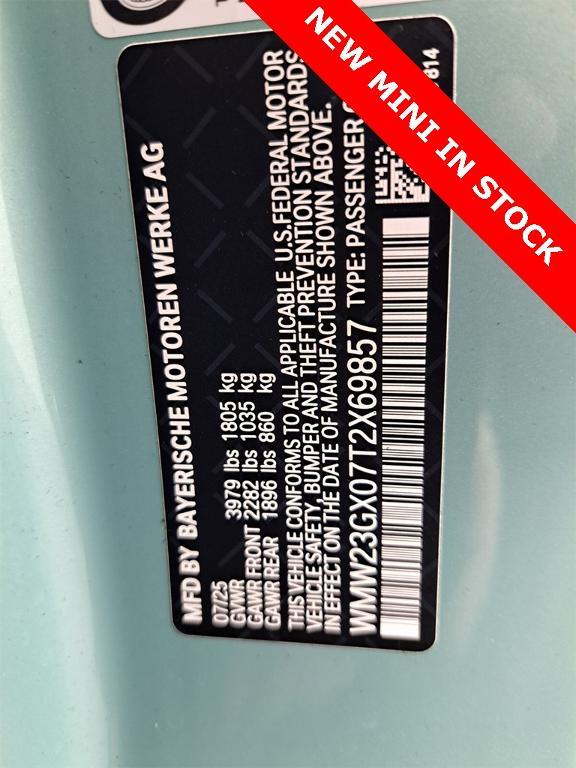 NEW MINI IN STOCK
MFD BY BAYERISCHE MOTOREN WERKE AG
07/25
GVWR 3979 lbs 1805 kg
GAWR FRONT 2282 lbs 1035 kg
GAWR REAR 1896 lbs 860 kg
THIS VEHICLE CONFORMS TO ALL APPLICABLE U.S.FEDERAL MOTOR
VEHICLE SAFETY, BUMPER AND THEFT PREVENTION STANDARDS
IN EFFECT ON THE DATE OF MANUFACTURE SHOWN ABOVE.
WMW23GX07T2X69857 TYPE: PASSENGER
814